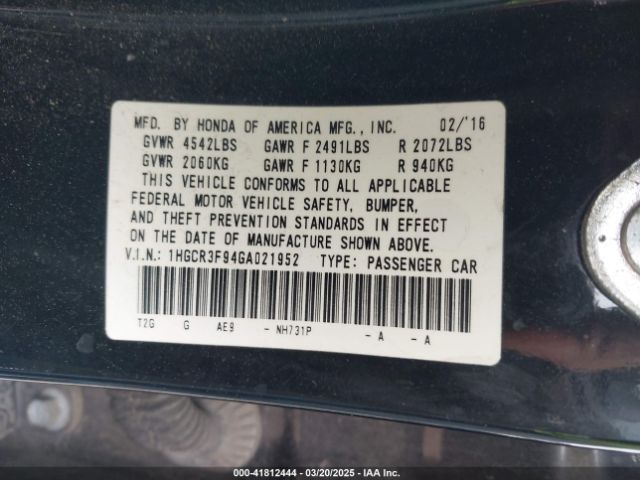 MFD. BY HONDA OF AMERICA MFG., INC. 02/'16
GVWR 4542LBS GAWR F 2491LBS R 2072LBS
GVWR 2060KG GAWR F 1130KG R 940KG
THIS VEHICLE CONFORMS TO ALL APPLICABLE
FEDERAL MOTOR VEHICLE SAFETY, BUMPER,
AND THEFT PREVENTION STANDARDS IN EFFECT
ON THE DATE OF MANUFACTURE SHOWN ABOVE.
V.I.N.: 1HGCR3F94GA021952 TYPE: PASSENGER CAR
T2G G AE9 - NH731P - A - A
000-41812444 — 03/20/2025 — IAA Inc.